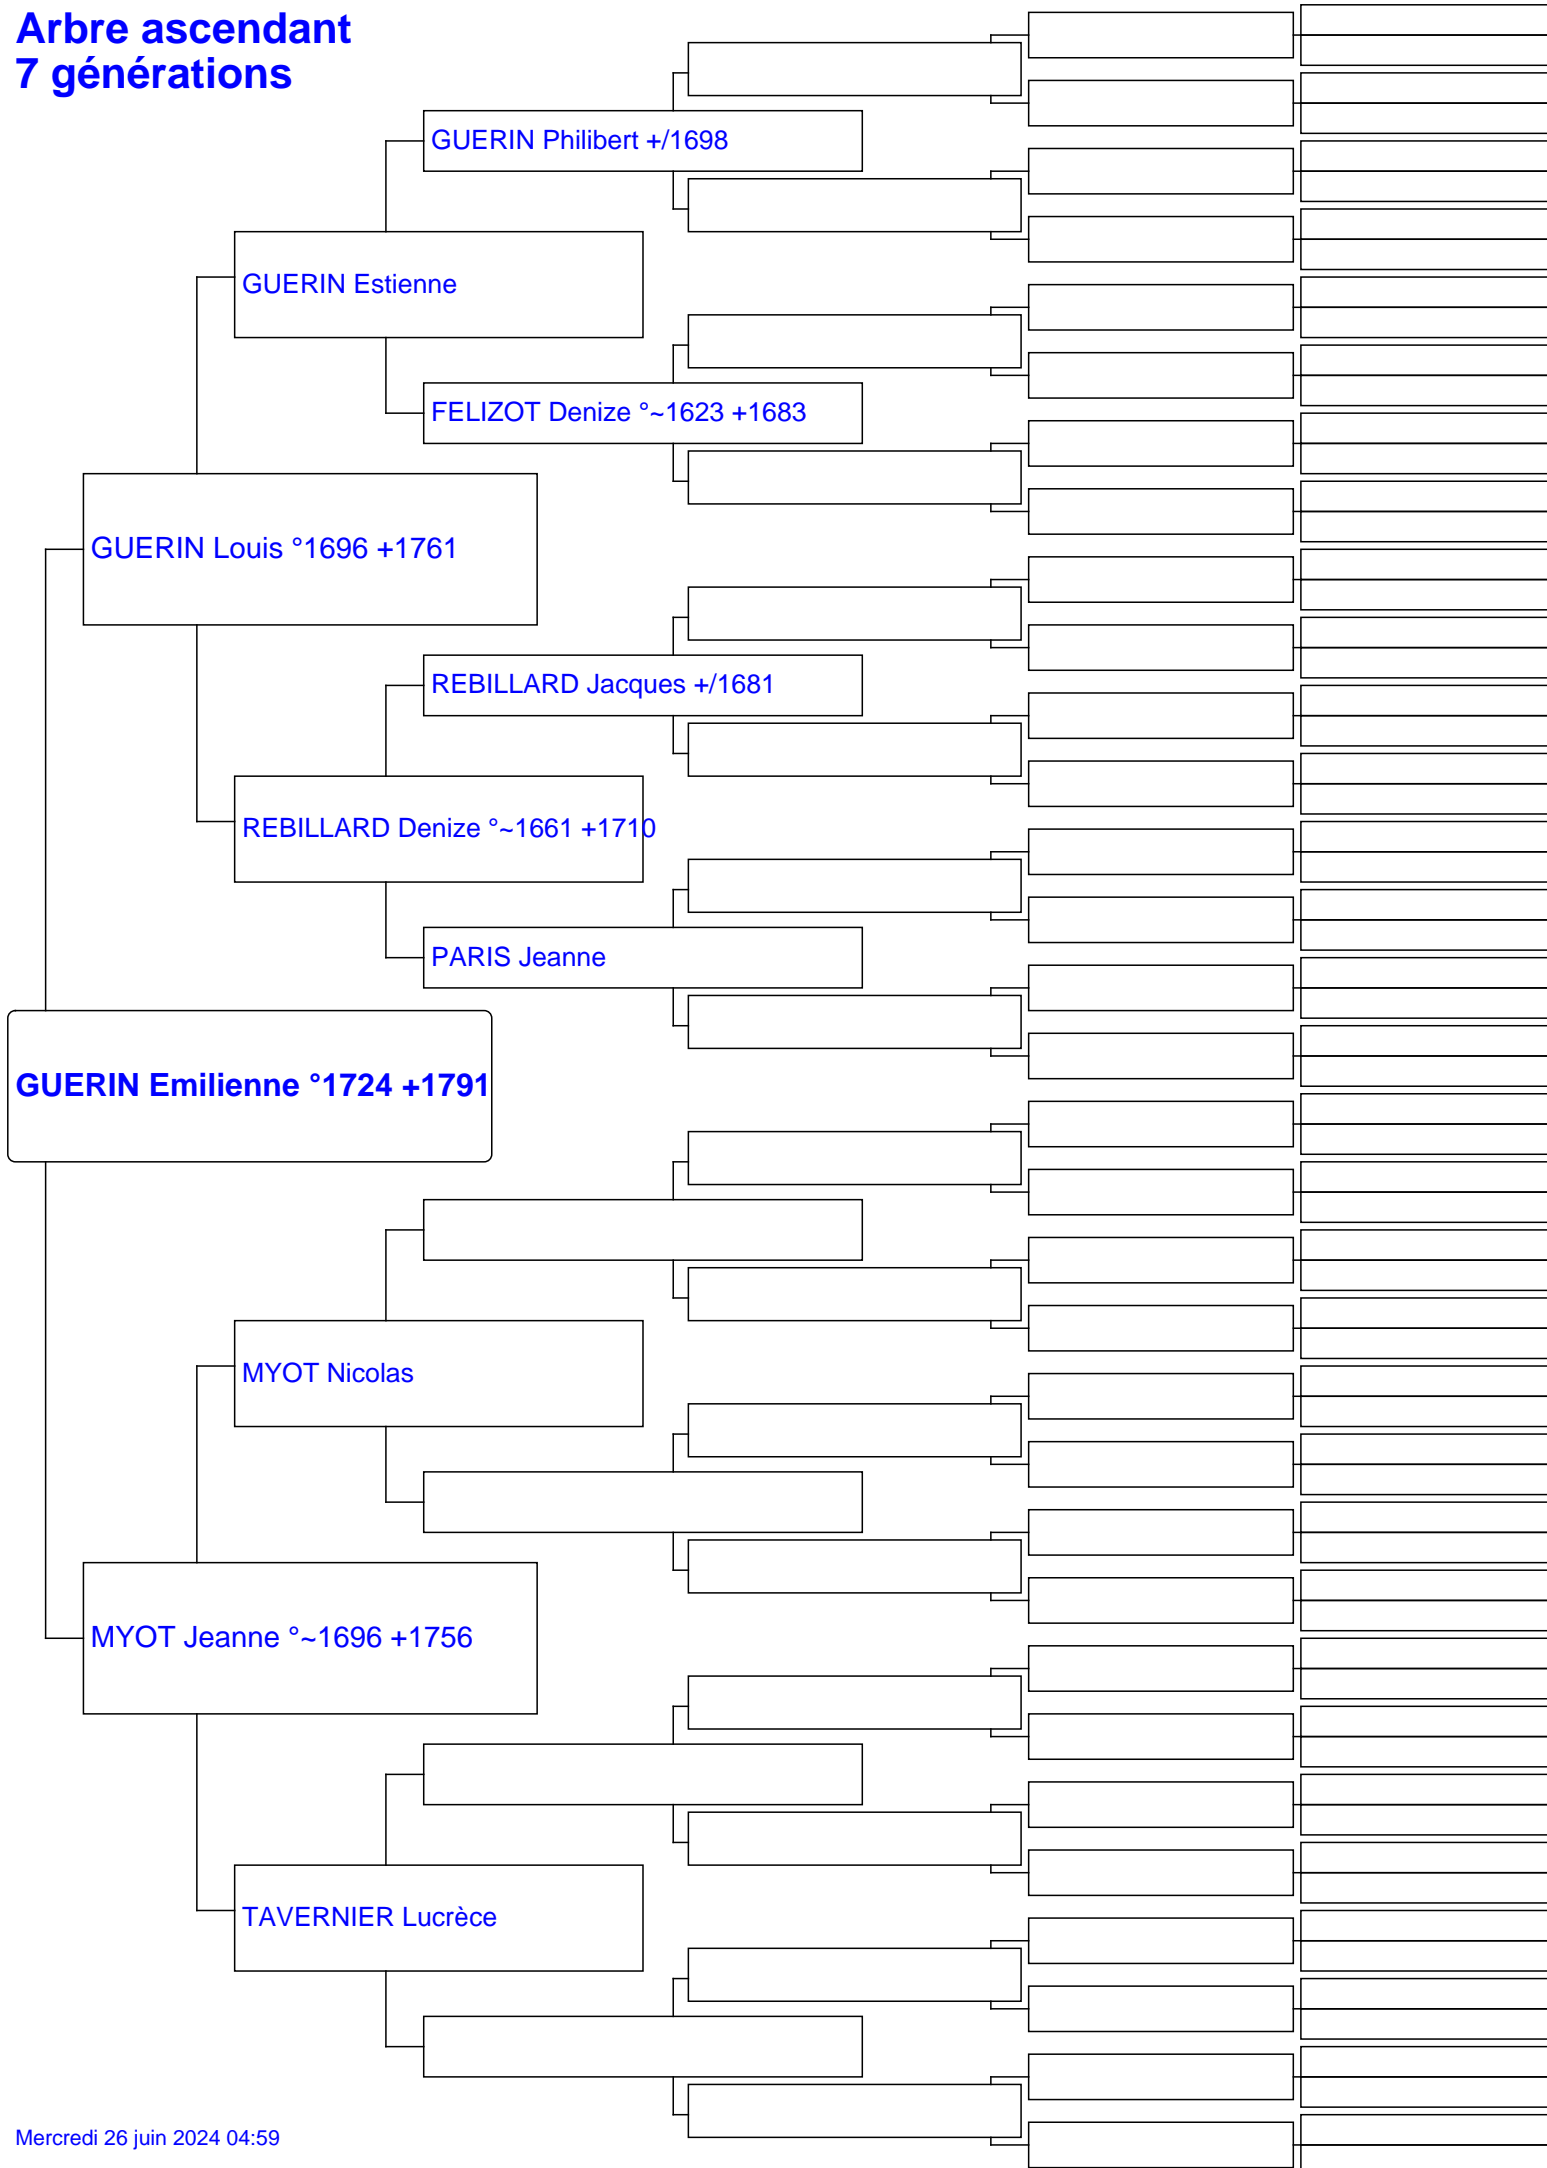 Arbre ascendant
7 générations
GUERIN Philibert +/1698
GUERIN Estienne
FELIZOT Denize °~1623 +1683
GUERIN Louis °1696 +1761
REBILLARD Jacques +/1681
REBILLARD Denize °~1661 +1710
PARIS Jeanne
GUERIN Emilienne °1724 +1791
MYOT Nicolas
MYOT Jeanne °~1696 +1756
TAVERNIER Lucrèce
Mercredi 26 juin 2024 04:59